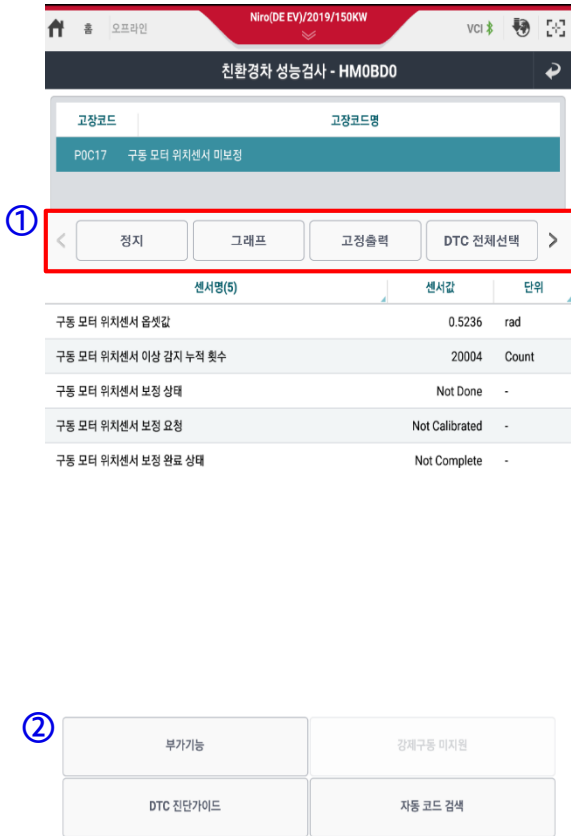 홈 오프라인 Niro(DE EV)/2019/150KW VCI
친환경차 성능검사 - HM0BD0
고장코드 고장코드명
P0C17 구동 모터 위치센서 미보정
①
정지 그래프 고정출력 DTC 전체선택
센서명(5) 센서값 단위
구동 모터 위치센서 옵셋값 0.5236 rad
구동 모터 위치센서 이상 감지 누적 횟수 20004 Count
구동 모터 위치센서 보정 상태 Not Done -
구동 모터 위치센서 보정 요청 Not Calibrated -
구동 모터 위치센서 보정 완료 상태 Not Complete -
②
부가기능 강제구동 미지원
DTC 진단가이드 자동 코드 검색